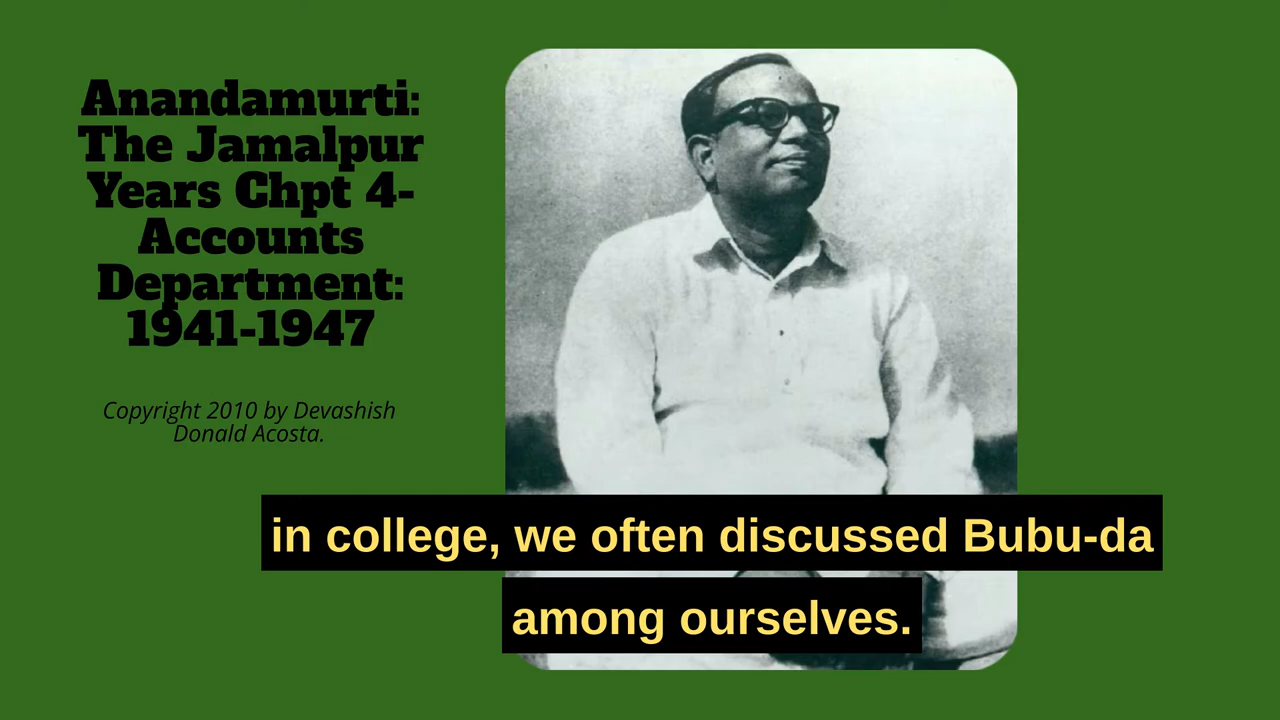 Anandamurti:
The Jamalpur
Years Chpt 4-
Accounts
Department:
1941-1947
Copyright 2010 by Devashish
Donald Acosta.
in college, we often discussed Bubu-da
among ourselves.